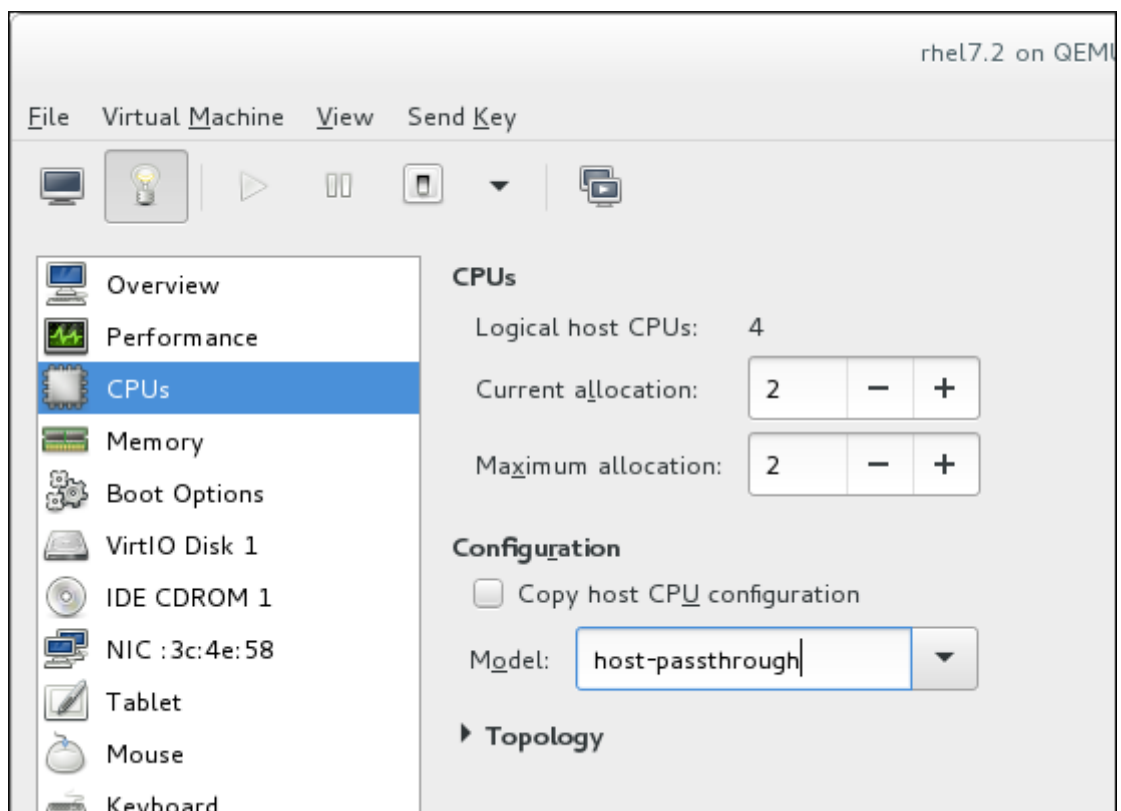 rhel7.2 on QEMU
File Virtual Machine View Send Key
Overview
Performance
CPUs
Memory
Boot Options
VirtIO Disk 1
IDE CDROM 1
NIC :3c:4e:58
Tablet
Mouse
Keyboard
CPUs
Logical host CPUs: 4
Current allocation: 2
Maximum allocation: 2
Configuration
Copy host CPU configuration
Model: host-passthrough
Topology